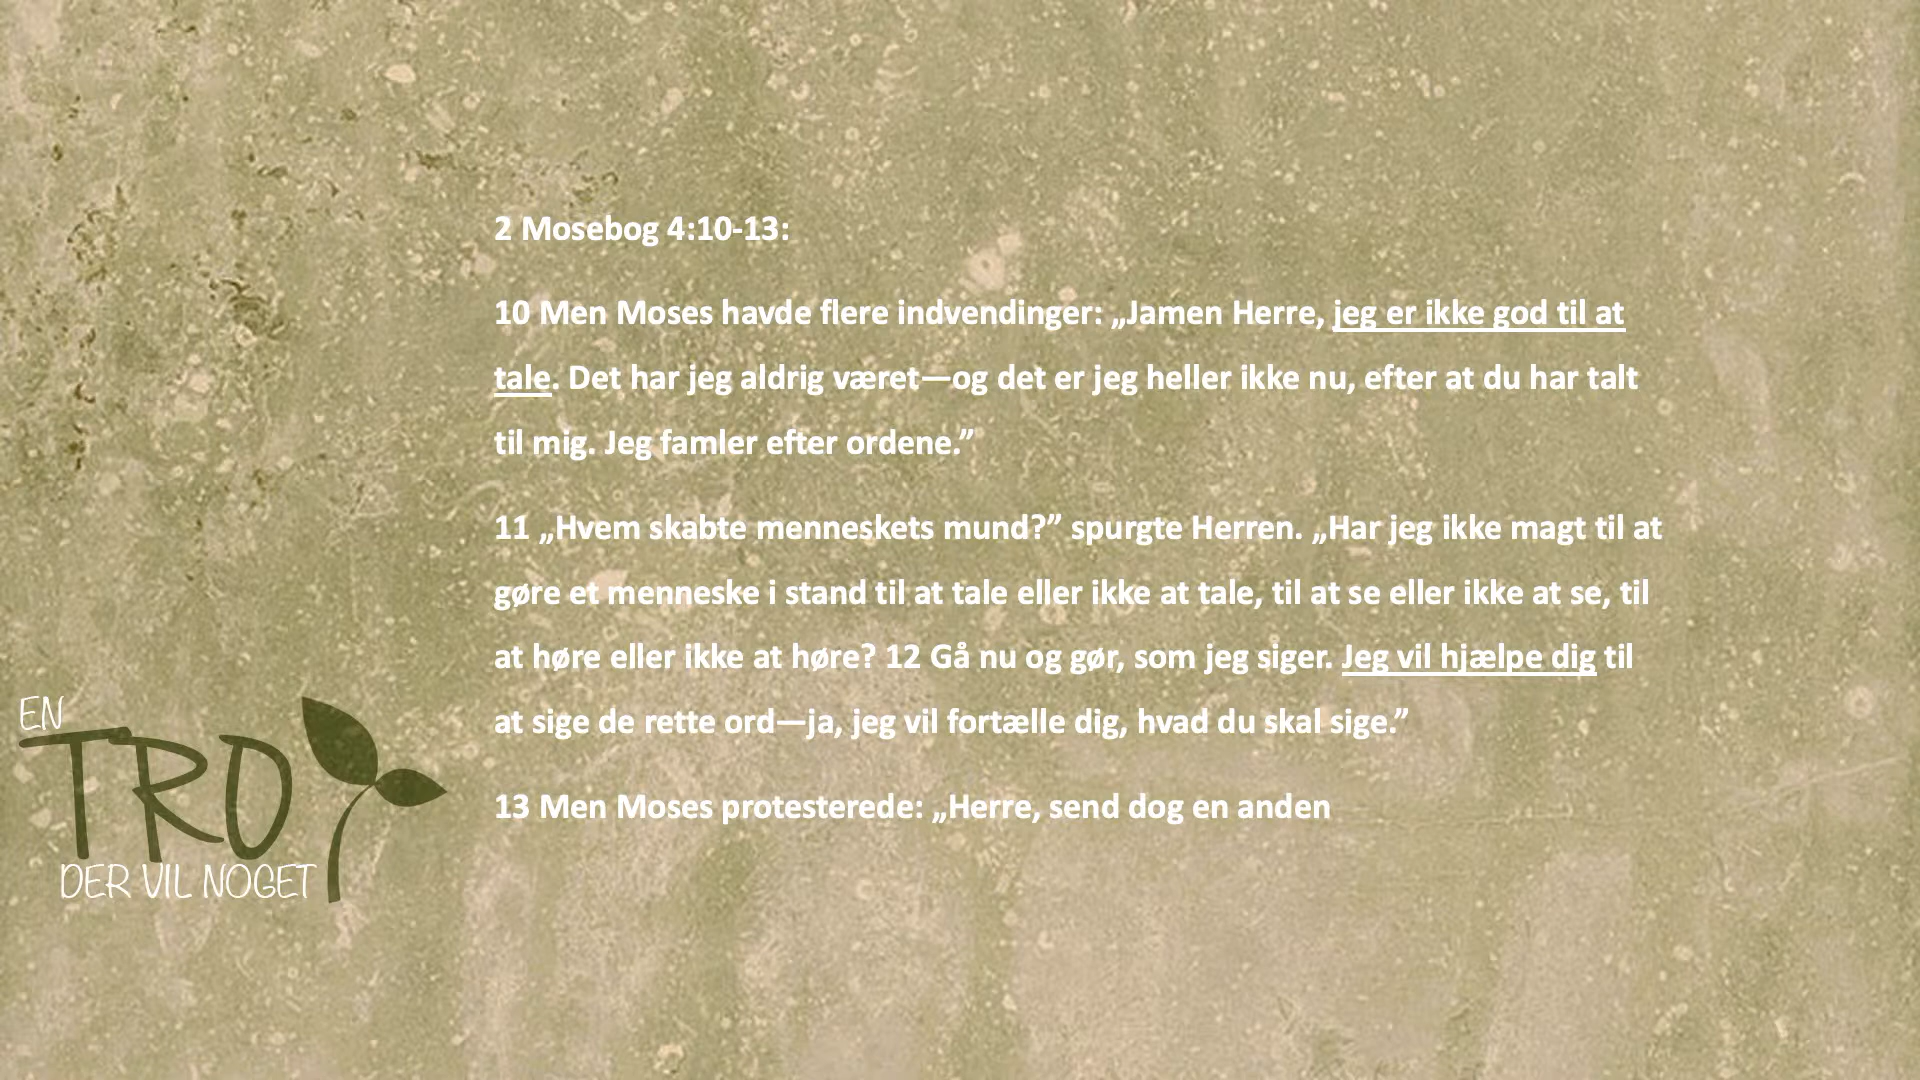 2 Mosebog 4:10-13:
10 Men Moses havde flere indvendinger: „Jamen Herre, jeg er ikke god til at
tale. Det har jeg aldrig været—og det er jeg heller ikke nu, efter at du har talt
til mig. Jeg famler efter ordene.”
11 „Hvem skabte menneskets mund?” spurgte Herren. „Har jeg ikke magt til at
gøre et menneske i stand til at tale eller ikke at tale, til at se eller ikke at se, til
at høre eller ikke at høre? 12 Gå nu og gør, som jeg siger. Jeg vil hjælpe dig til
at sige de rette ord—ja, jeg vil fortælle dig, hvad du skal sige.”
13 Men Moses protesterede: „Herre, send dog en anden
EN
TRO
DER VIL NOGET